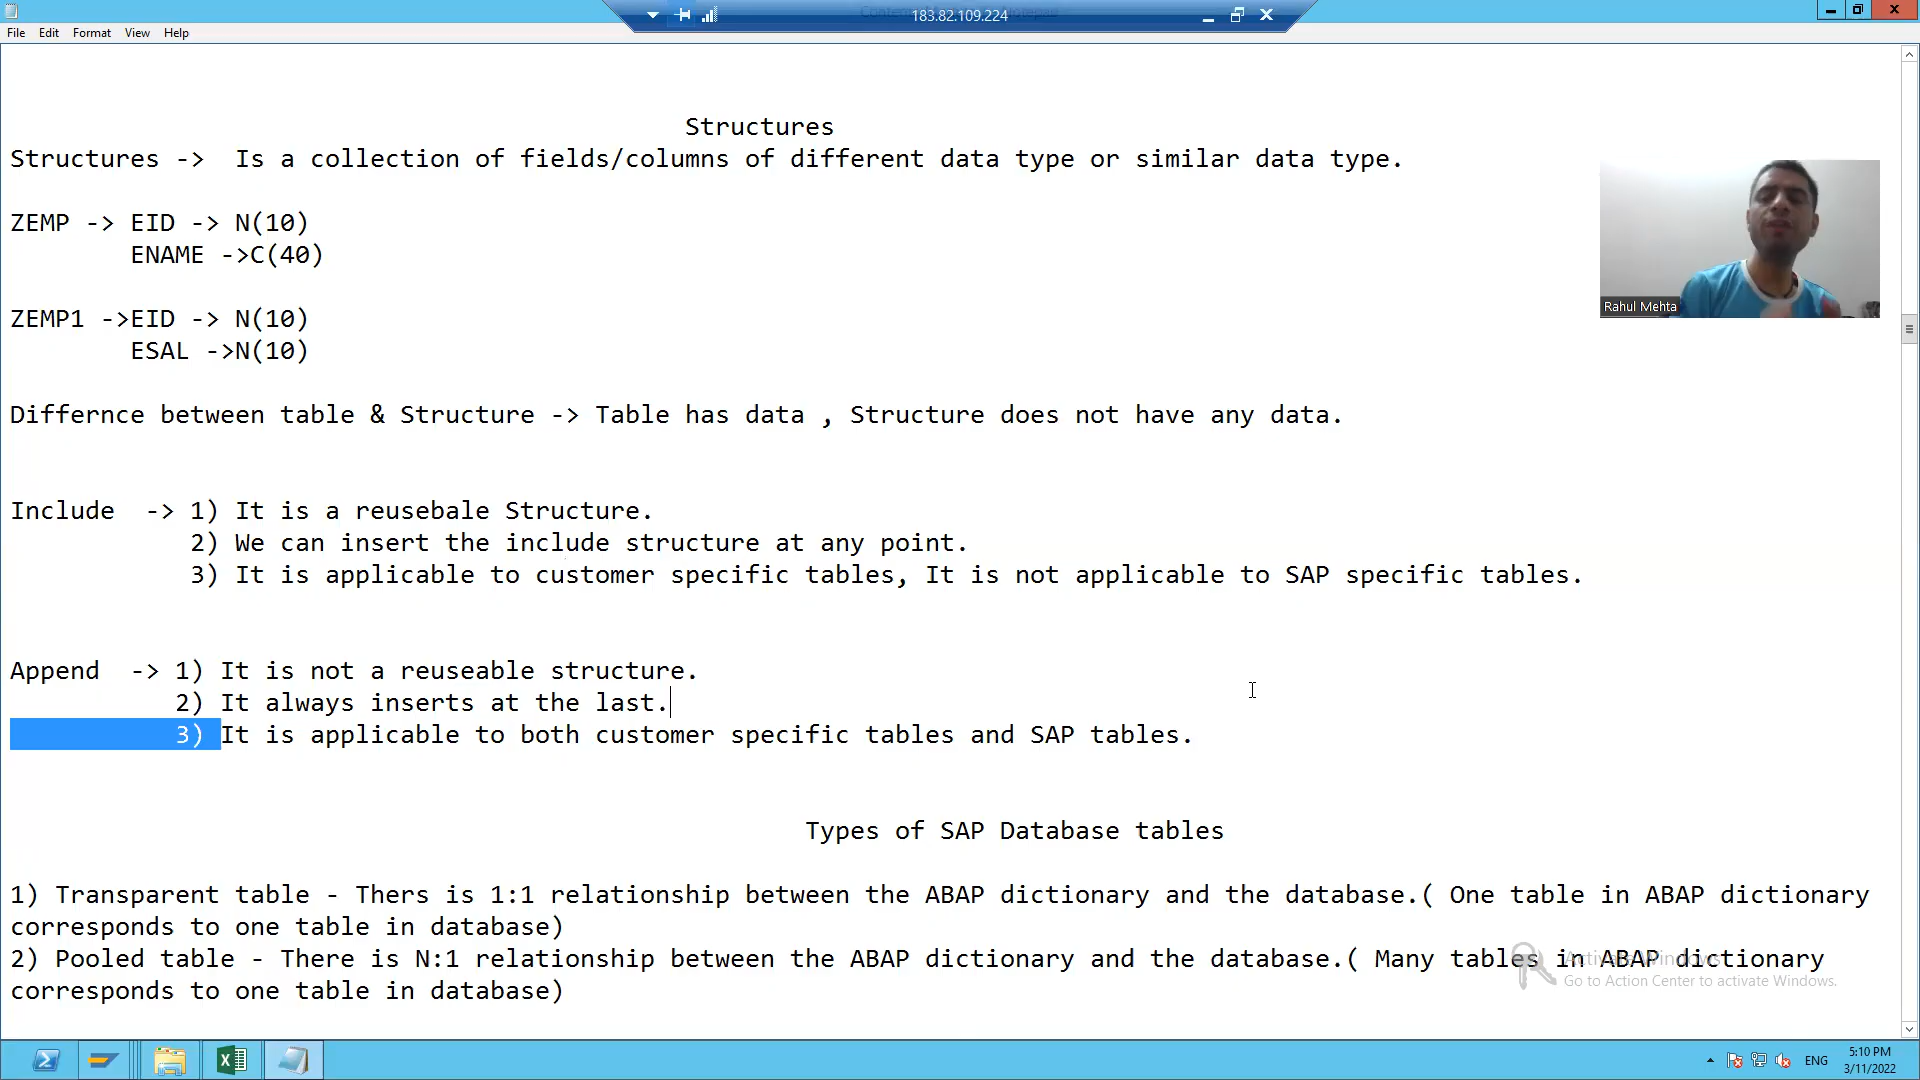 183.82.109.224
File Edit Format View Help
Structures
Structures -> Is a collection of fields/columns of different data type or similar data type.
ZEMP -> EID -> N(10)
ENAME ->C(40)
ZEMP1 ->EID -> N(10)
ESAL ->N(10)
Differnce between table & Structure -> Table has data , Structure does not have any data.
Include -> 1) It is a reusebale Structure.
2) We can insert the include structure at any point.
3) It is applicable to customer specific tables, It is not applicable to SAP specific tables.
Append -> 1) It is not a reuseable structure.
2) It always inserts at the last.
3) It is applicable to both customer specific tables and SAP tables.
Types of SAP Database tables
1) Transparent table - Thers is 1:1 relationship between the ABAP dictionary and the database.( One table in ABAP dictionary
corresponds to one table in database)
2) Pooled table - There is N:1 relationship between the ABAP dictionary and the database.( Many tables in ABAP dictionary
corresponds to one table in database)
Rahul Mehta
Activate Windows
Go to Action Center to activate Windows.
ENG
5:10 PM
3/11/2022